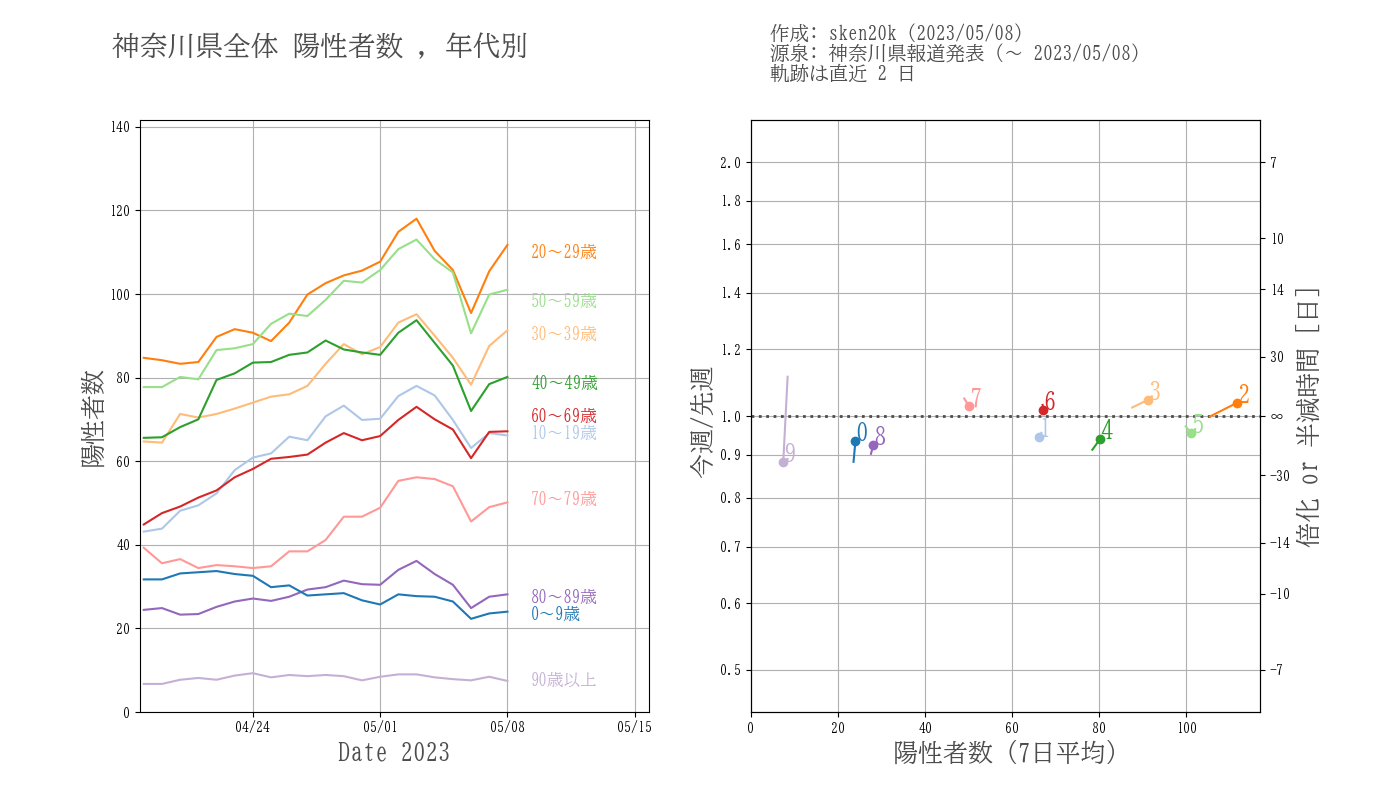 神奈川県全体 陽性者数 , 年代別
作成: sken20k (2023/05/08)
源泉: 神奈川県報道発表 (〜 2023/05/08)
軌跡は直近 2 日
陽性者数
140
120
100
80
60
40
20
0
20〜29歳
50〜59歳
30〜39歳
40〜49歳
60〜69歳
10〜19歳
70〜79歳
80〜89歳
0〜9歳
90歳以上
04/24
05/01
05/08
05/15
Date 2023
今週/先週
2.0
1.8
1.6
1.4
1.2
1.0
0.9
0.8
0.7
0.6
0.5
7
6
3
2
0
8
1
4
5
9
7
10
14
30
∞
−30
−14
−10
−7
倍化 or 半減時間 [日]
0
20
40
60
80
100
陽性者数 (7日平均)